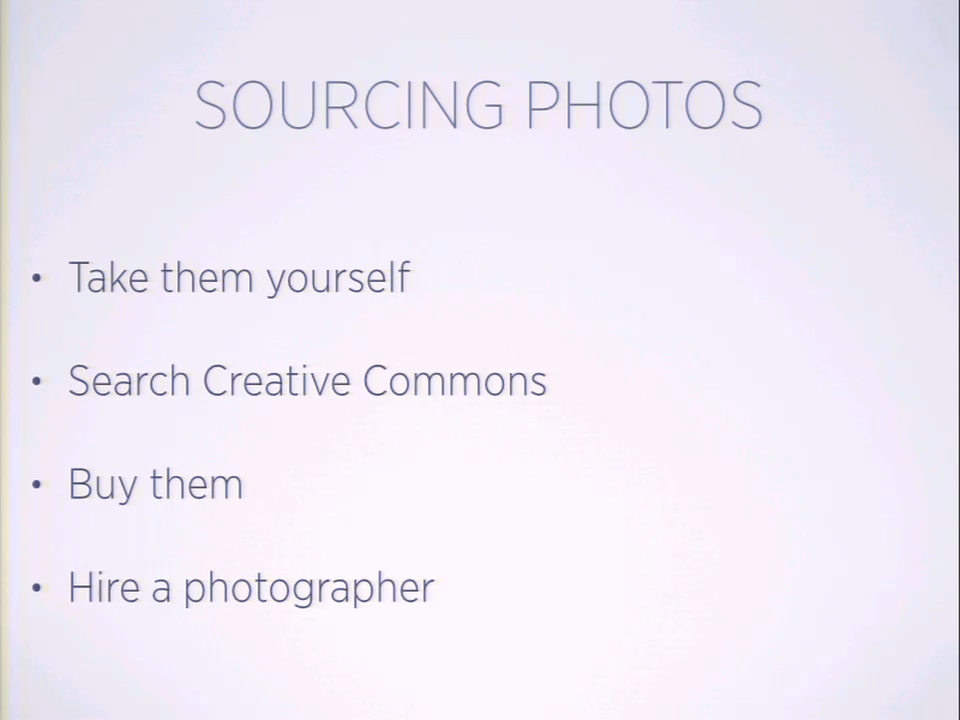 SOURCING PHOTOS
• Take them yourself
• Search Creative Commons
• Buy them
• Hire a photographer